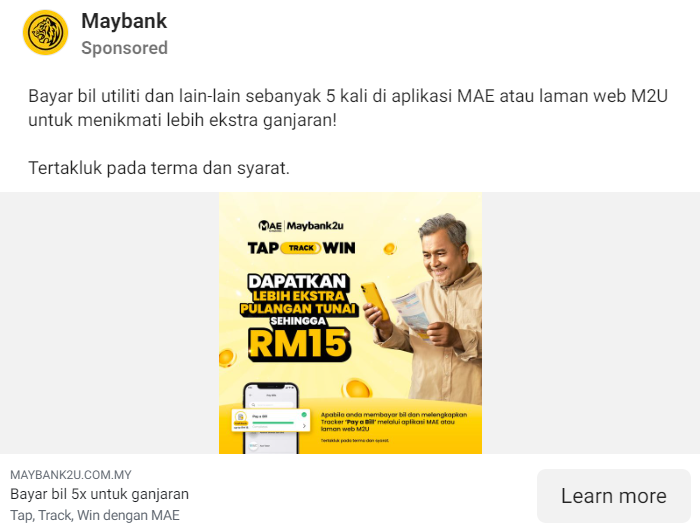 Maybank
Sponsored
Bayar bil utiliti dan lain-lain sebanyak 5 kali di aplikasi MAE atau laman web M2U
untuk menikmati lebih ekstra ganjaran!
Tertakluk pada terma dan syarat.
MAE | Maybank2u
TAP TRACK WIN
DAPATKAN
LEBIH EKSTRA
PULANGAN TUNAI
SEHINGGA
RM15
Pay a Bill
Apabila anda membayar bil dan melengkapkan
Tracker 'Pay a Bill' melalui aplikasi MAE atau
laman web M2U
Tertakluk pada terma dan syarat.
MAYBANK2U.COM.MY
Bayar bil 5x untuk ganjaran
Tap, Track, Win dengan MAE
Learn more